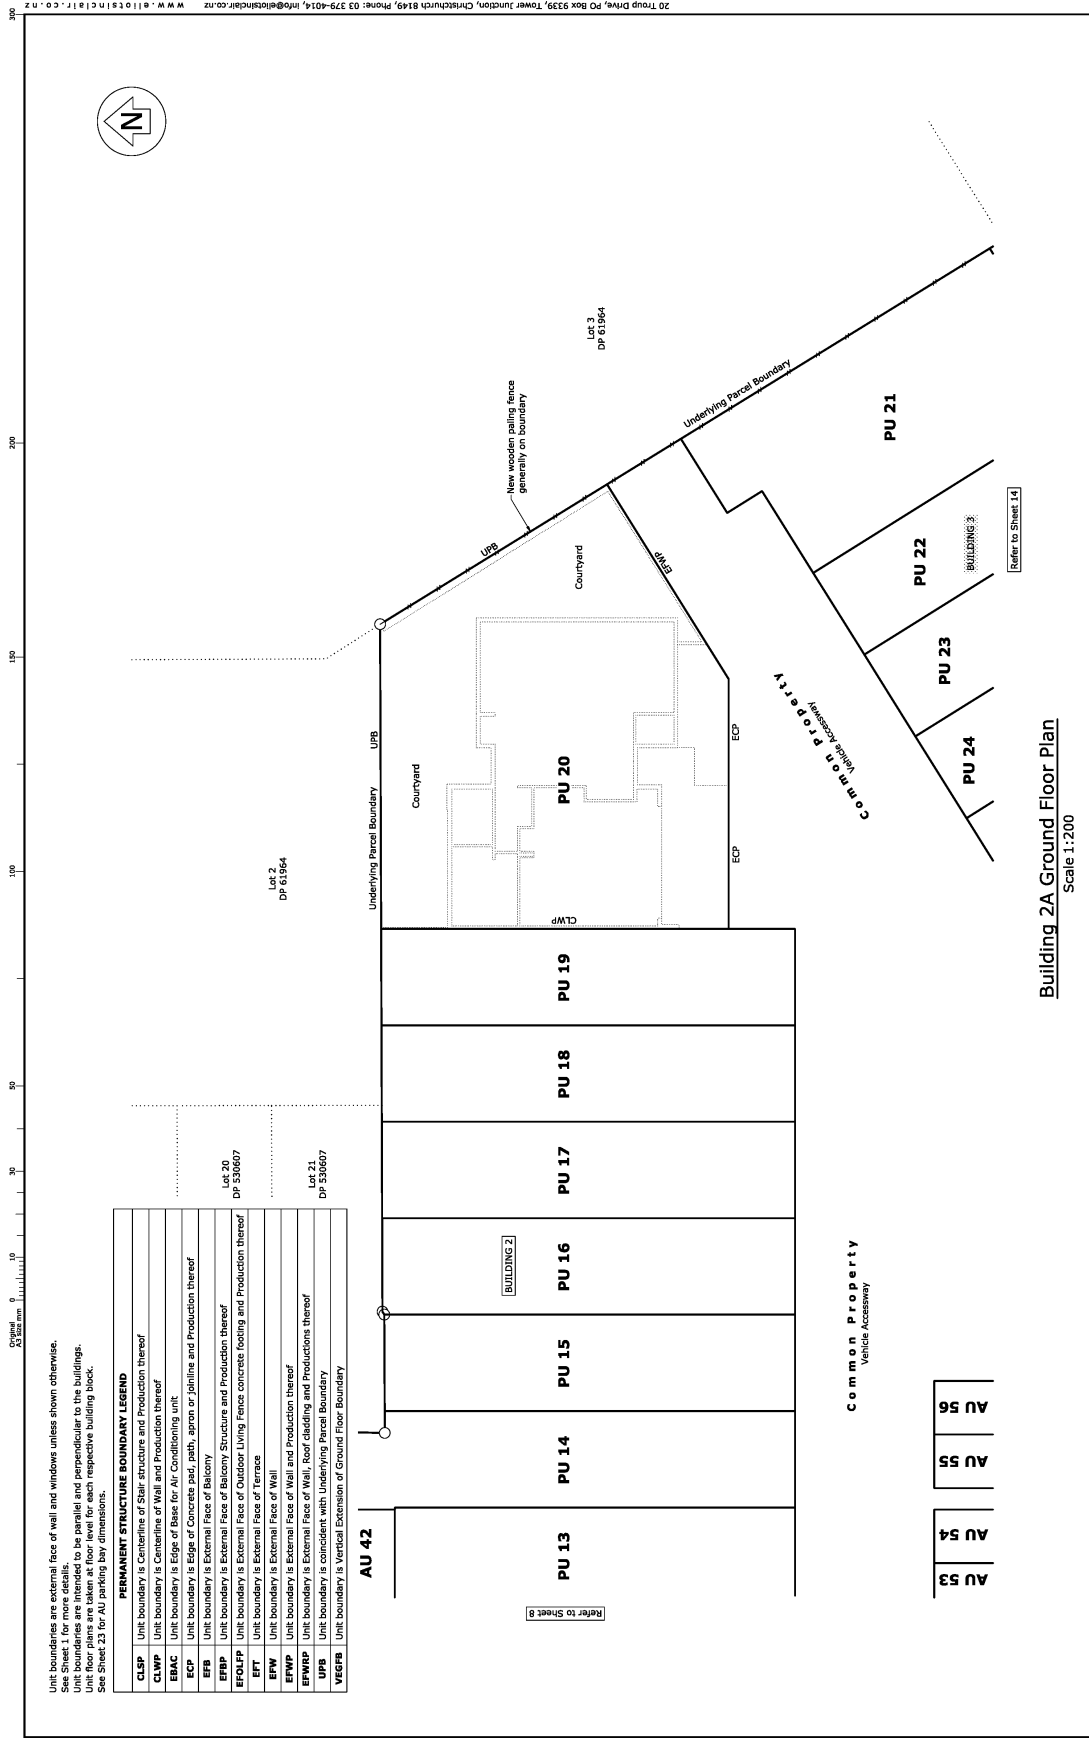 Unit boundaries are external face of wall and windows unless shown otherwise.
See Sheet 1 for more details.
Unit boundaries are intended to be parallel and perpendicular to the buildings.
Unit floor plans are taken at floor level for each respective building block.
See Sheet 23 for AU parking bay dimensions.
PERMANENT STRUCTURE BOUNDARY LEGEND
CLSP Unit boundary is Centerline of Stair structure and Production thereof
CLWP Unit boundary is Centerline of Wall and Production thereof
EBAC Unit boundary is Edge of Base for Air Conditioning unit
ECP Unit boundary is Edge of Concrete pad, path, apron or joinline and Production thereof
EFB Unit boundary is External Face of Balcony
EFBP Unit boundary is External Face of Balcony Structure and Production thereof
EFOLFP Unit boundary is External Face of Outdoor Living Fence concrete footing and Production thereof
EFT Unit boundary is External Face of Terrace
EFW Unit boundary is External Face of Wall
EFWP Unit boundary is External Face of Wall and Production thereof
EFWRP Unit boundary is External Face of Wall, Roof cladding and Productions thereof
UPB Unit boundary is coincident with Underlying Parcel Boundary
VEGFB Unit boundary is Vertical Extension of Ground Floor Boundary
Original
A3 size mm
0 10 30 50 100 150 200 300
N
Lot 20
DP 530607
Lot 21
DP 530607
Lot 2
DP 61964
Lot 3
DP 61964
New wooden paling fence
generally on boundary
Underlying Parcel Boundary
UPB
UPB
Underlying Parcel Boundary
Courtyard
Courtyard
EFWP
CLWP
ECP
ECP
AU 42
PU 13
PU 14
PU 15
PU 16
PU 17
PU 18
PU 19
PU 20
PU 21
PU 22
PU 23
PU 24
BUILDING 2
BUILDING 3
Refer to Sheet 8
Refer to Sheet 14
Common Property
Vehicle Accessway
Common Property
Vehicle Accessway
AU 53
AU 54
AU 55
AU 56
Building 2A Ground Floor Plan
Scale 1:200
20 Troup Drive, PO Box 9339, Tower Junction, Christchurch 8149, Phone: 03 379-4014, info@eliotsinclair.co.nz
www.eliotsinclair.co.nz